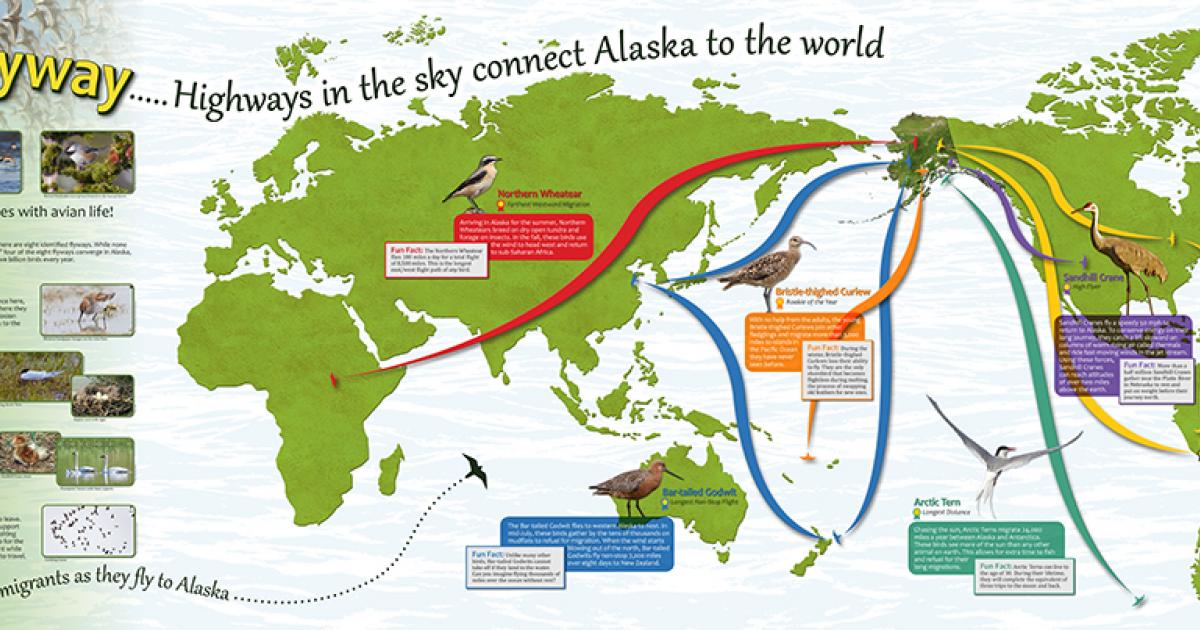 yway.....Highways in the sky connect Alaska to the world
es with avian life!
here are eight identified flyways. While none
four of the eight flyways converge in Alaska,
billion birds every year.
Northern Wheatear
Farthest Westward Migration
Arriving in Alaska for the summer, Northern
Wheatears breed on dry open tundra and
forage on insects. In the fall, these birds use
the wind to head west and return
to sub-Saharan Africa.
Fun Fact: The Northern Wheatear
flies 180 miles a day for a total flight
of 8,500 miles. This is the longest
east/west flight path of any bird.
Bristle-thighed Curlew
Rookie of the Year
With no help from the adults, the young
Bristle-thighed Curlews join other
fledglings and migrate more than
miles to islands in
the Pacific Ocean
they have never
seen before.
Fun Fact: During the
winter, Bristle-thighed
Curlews lose their ability
to fly. They are the only
shorebird that becomes
flightless during molting,
the process of swapping
old feathers for new ones.
Sandhill Crane
High Flyer
Sandhill Cranes fly a speedy 50 mph to
return to Alaska. To conserve energy on their
long journey, they catch a lift skyward on
columns of warm rising air called thermals
and ride fast moving winds in the jet stream.
Using these forces,
Sandhill Cranes
can reach altitudes
of over two miles
above the earth.
Fun Fact: More than a
half million Sandhill Cranes
gather near the Platte River
in Nebraska to rest and
put on weight before their
journey north.
Bar-tailed Godwit
Longest Non-Stop Flight
The Bar-tailed Godwit flies to western Alaska to nest. In
mid-July, these birds gather by the tens of thousands on
mudflats to refuel for migration. When the wind starts
blowing out of the north, Bar-tailed
Godwits fly non-stop 7,000 miles
over eight days to New Zealand.
Fun Fact: Unlike many other
birds, Bar-tailed Godwits cannot
take off if they land in the water.
Can you imagine flying thousands of
miles over the ocean without rest?
Arctic Tern
Longest Distance
Chasing the sun, Arctic Terns migrate 24,000
miles a year between Alaska and Antarctica.
These birds see more of the sun than any other
animal on earth. This allows for extra time to fish
and refuel for their
long migrations.
Fun Fact: Arctic Terns can live to
the age of 30. During their lifetime,
they will complete the equivalent of
three trips to the moon and back.
migrants as they fly to Alaska